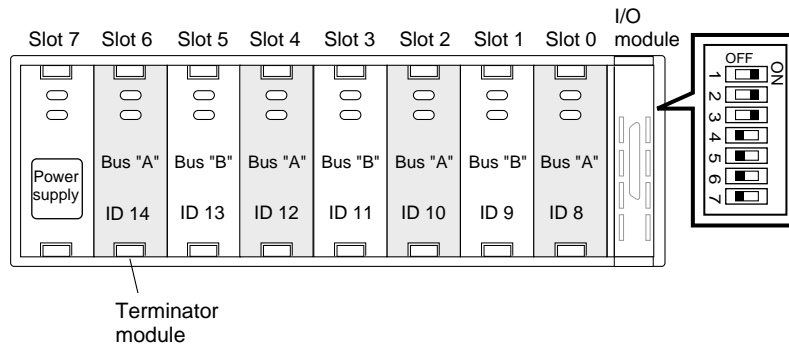 I/O
module
Slot 7 Slot 6 Slot 5 Slot 4 Slot 3 Slot 2 Slot 1 Slot 0
OFF
ON
1
2
3
4
5
6
7
Power
supply
Bus "A" Bus "B" Bus "A" Bus "B" Bus "A" Bus "B" Bus "A"
ID 14 ID 13 ID 12 ID 11 ID 10 ID 9 ID 8
Terminator
module